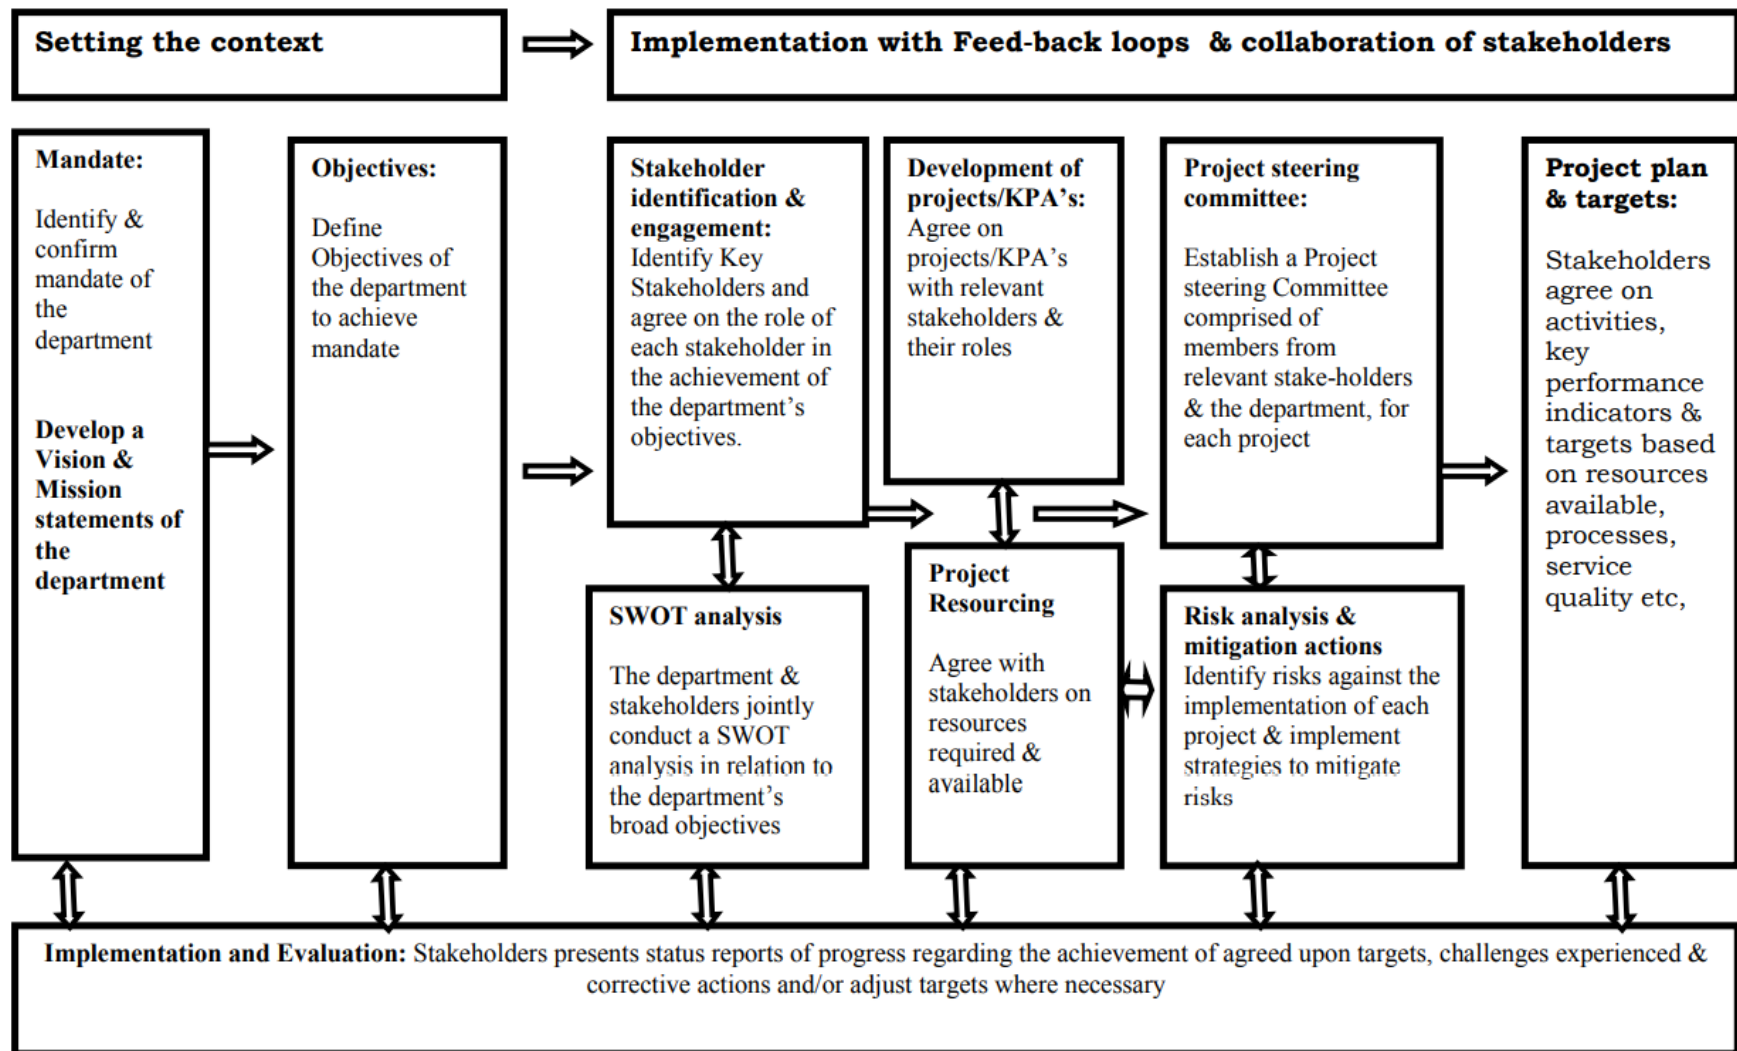 Setting the context
Implementation with Feed-back loops & collaboration of stakeholders
Mandate:
Identify &
confirm
mandate of
the
department
Develop a
Vision &
Mission
statements of
the
department
Objectives:
Define
Objectives of
the department
to achieve
mandate
Stakeholder
identification &
engagement:
Identify Key
Stakeholders and
agree on the role of
each stakeholder in
the achievement of
the department's
objectives.
SWOT analysis
The department &
stakeholders jointly
conduct a SWOT
analysis in relation to
the department's
broad objectives
Development of
projects/KPA's:
Agree on
projects/KPA's
with relevant
stakeholders &
their roles
Project
Resourcing
Agree with
stakeholders on
resources
required &
available
Project steering
committee:
Establish a Project
steering Committee
comprised of
members from
relevant stake-holders
& the department, for
each project
Risk analysis &
mitigation actions
Identify risks against the
implementation of each
project & implement
strategies to mitigate
risks
Project plan
& targets:
Stakeholders
agree on
activities,
key
performance
indicators &
targets based
on resources
available,
processes,
service
quality etc,
Implementation and Evaluation: Stakeholders presents status reports of progress regarding the achievement of agreed upon targets, challenges experienced &
corrective actions and/or adjust targets where necessary